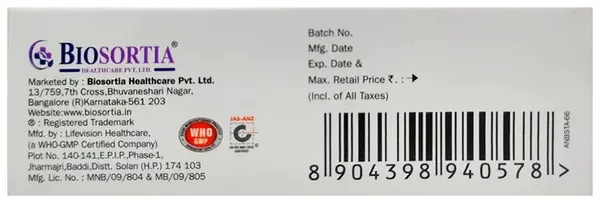 BIOSORTIA®
HEALTHCARE PVT. LTD.
Marketed by : Biosortia Healthcare Pvt. Ltd.
13/759,7th Cross,Bhuvaneshari Nagar,
Bangalore (R)Karnataka-561 203
Website:www.biosortia.in
® : Registered Trademark
Mfd. by : Lifevision Healthcare,
(a WHO-GMP Certified Company)
Plot No. 140-141,E.P.I.P.,Phase-1,
Jharmajri,Baddi,Distt. Solan (H.P.) 174 103
Mfg. Lic. No. : MNB/09/804 & MB/09/805
WHO
GMP
JAS-ANZ
Batch No.
Mfg. Date
Exp. Date &
Max. Retail Price ₹. : →
(Incl. of All Taxes)
8 904398 940578 >
ANBSTA-66